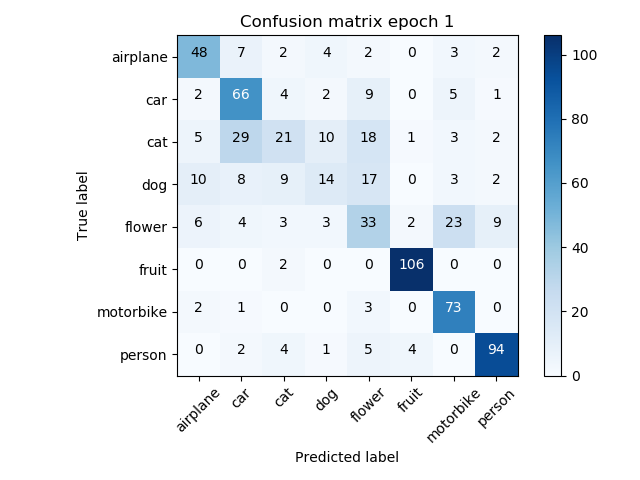 Confusion matrix epoch 1
airplane 48 7 2 4 2 0 3 2
car 2 66 4 2 9 0 5 1
cat 5 29 21 10 18 1 3 2
dog 10 8 9 14 17 0 3 2
flower 6 4 3 3 33 2 23 9
fruit 0 0 2 0 0 106 0 0
motorbike 2 1 0 0 3 0 73 0
person 0 2 4 1 5 4 0 94
airplane car cat dog flower fruit motorbike person
True label
Predicted label
100
80
60
40
20
0